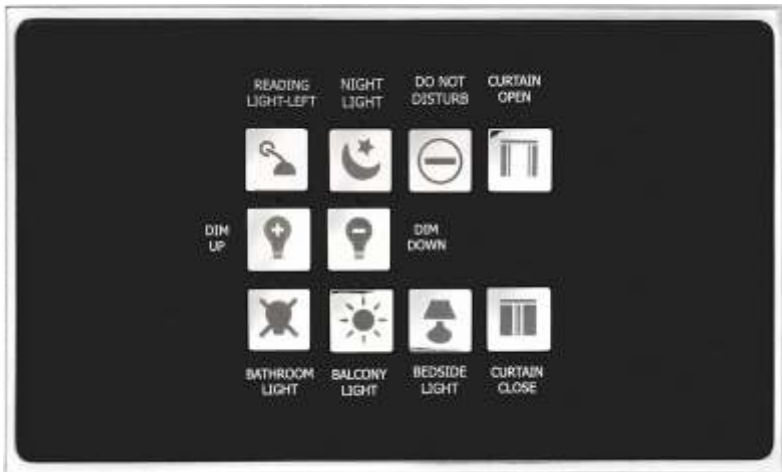 READING
LIGHT-LEFT
NIGHT
LIGHT
DO NOT
DISTURB
CURTAIN
OPEN
DIM
UP
DIM
DOWN
BATHROOM
LIGHT
BALCONY
LIGHT
BEDSIDE
LIGHT
CURTAIN
CLOSE